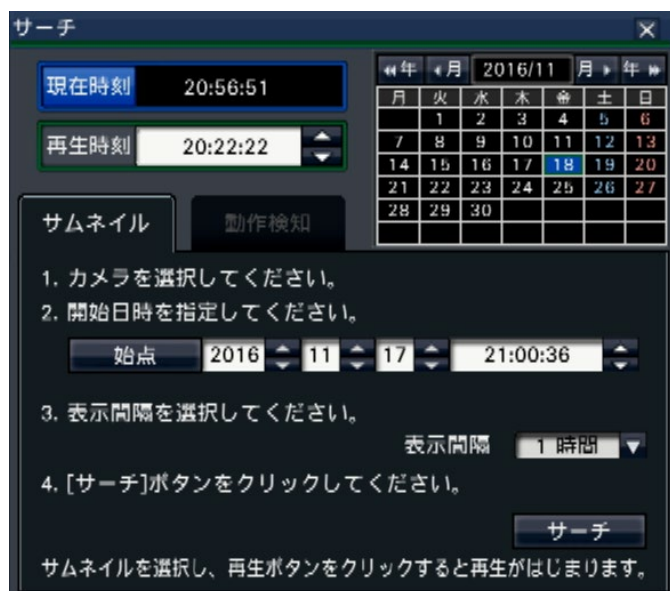 サーチ
現在時刻 20:56:51
再生時刻 20:22:22
年 月 2016/11 月 年
月 火 水 木 金 土 日
1 2 3 4 5 6
7 8 9 10 11 12 13
14 15 16 17 18 19 20
21 22 23 24 25 26 27
28 29 30
サムネイル 動作検知
1. カメラを選択してください。
2. 開始日時を指定してください。
始点 2016 11 17 21:00:36
3. 表示間隔を選択してください。
表示間隔 1 時間
4. [サーチ]ボタンをクリックしてください。
サーチ
サムネイルを選択し、再生ボタンをクリックすると再生がはじまります。